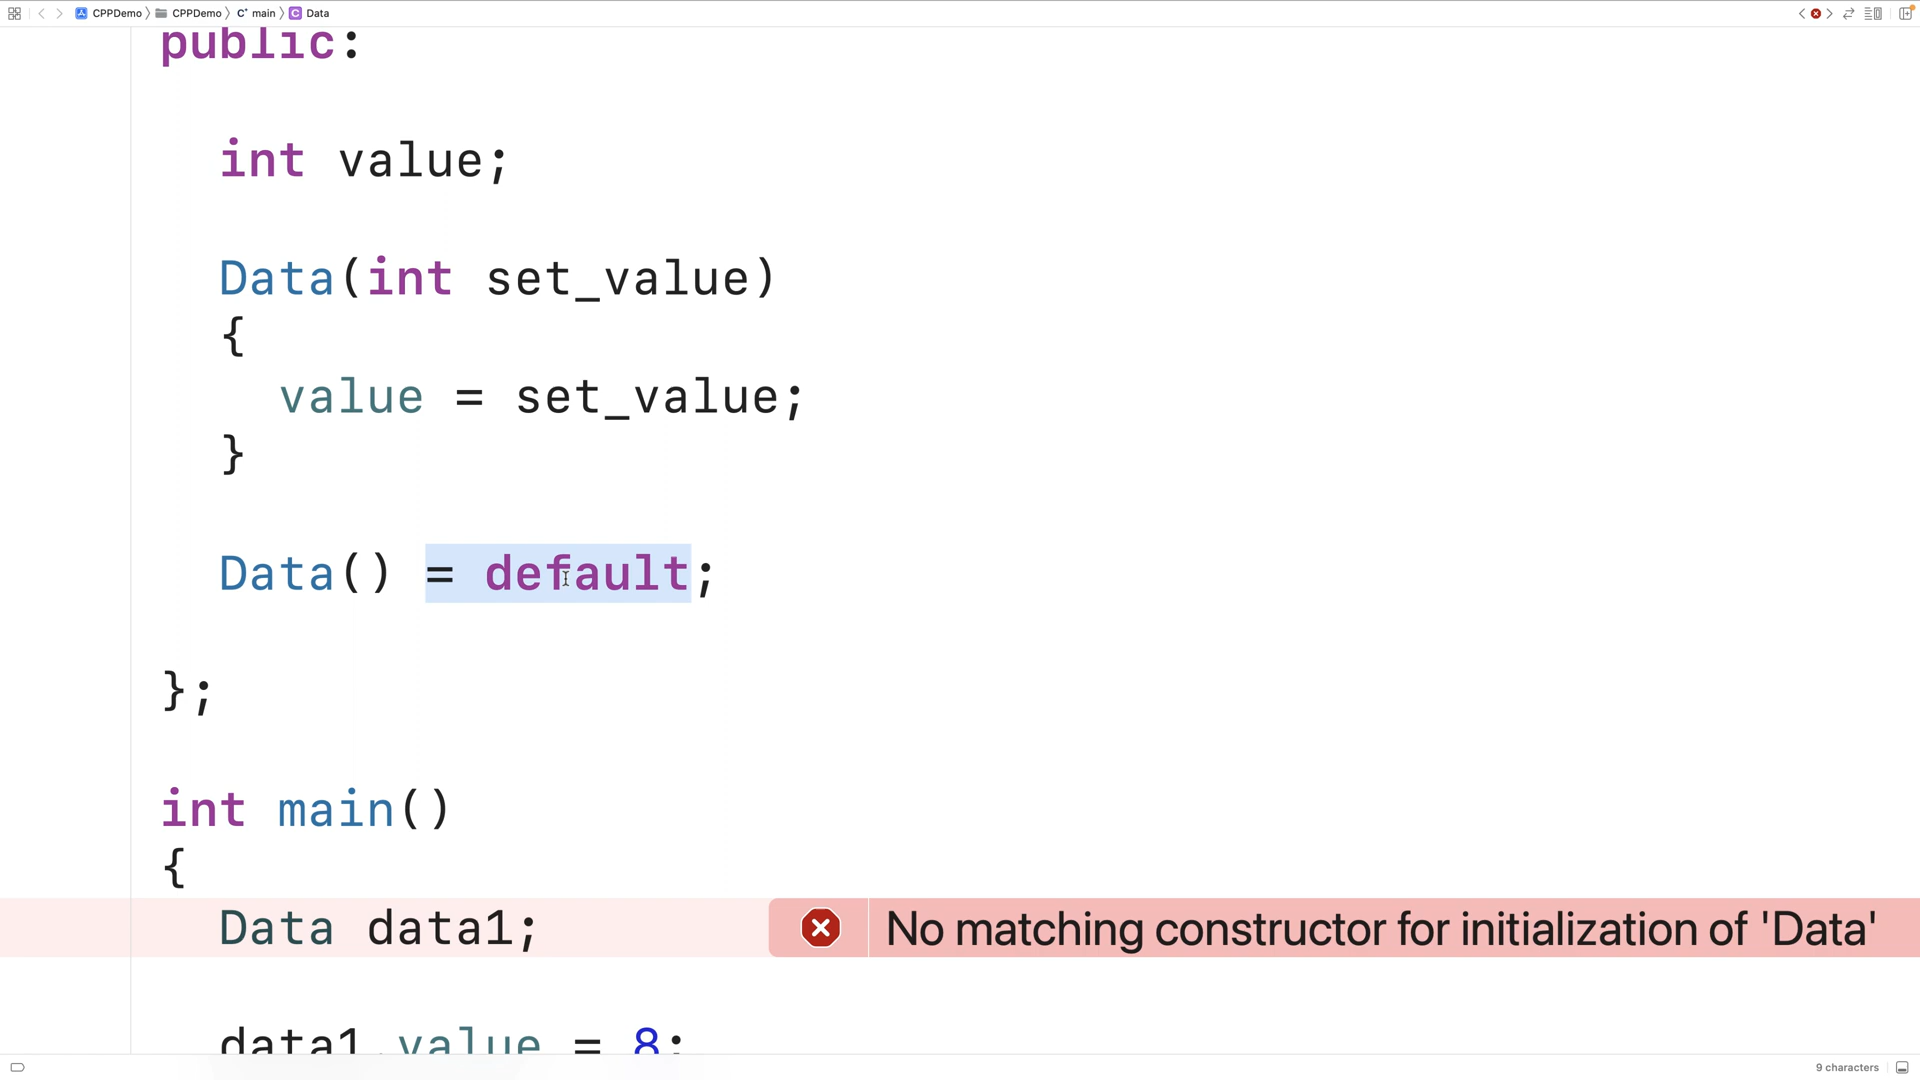 CPPDemo CPPDemo C+ main C Data
public:
int value;
Data(int set_value)
{
value = set_value;
}
Data() = default;
};
int main()
{
Data data1;
No matching constructor for initialization of 'Data'
data1.value = 8;
9 characters